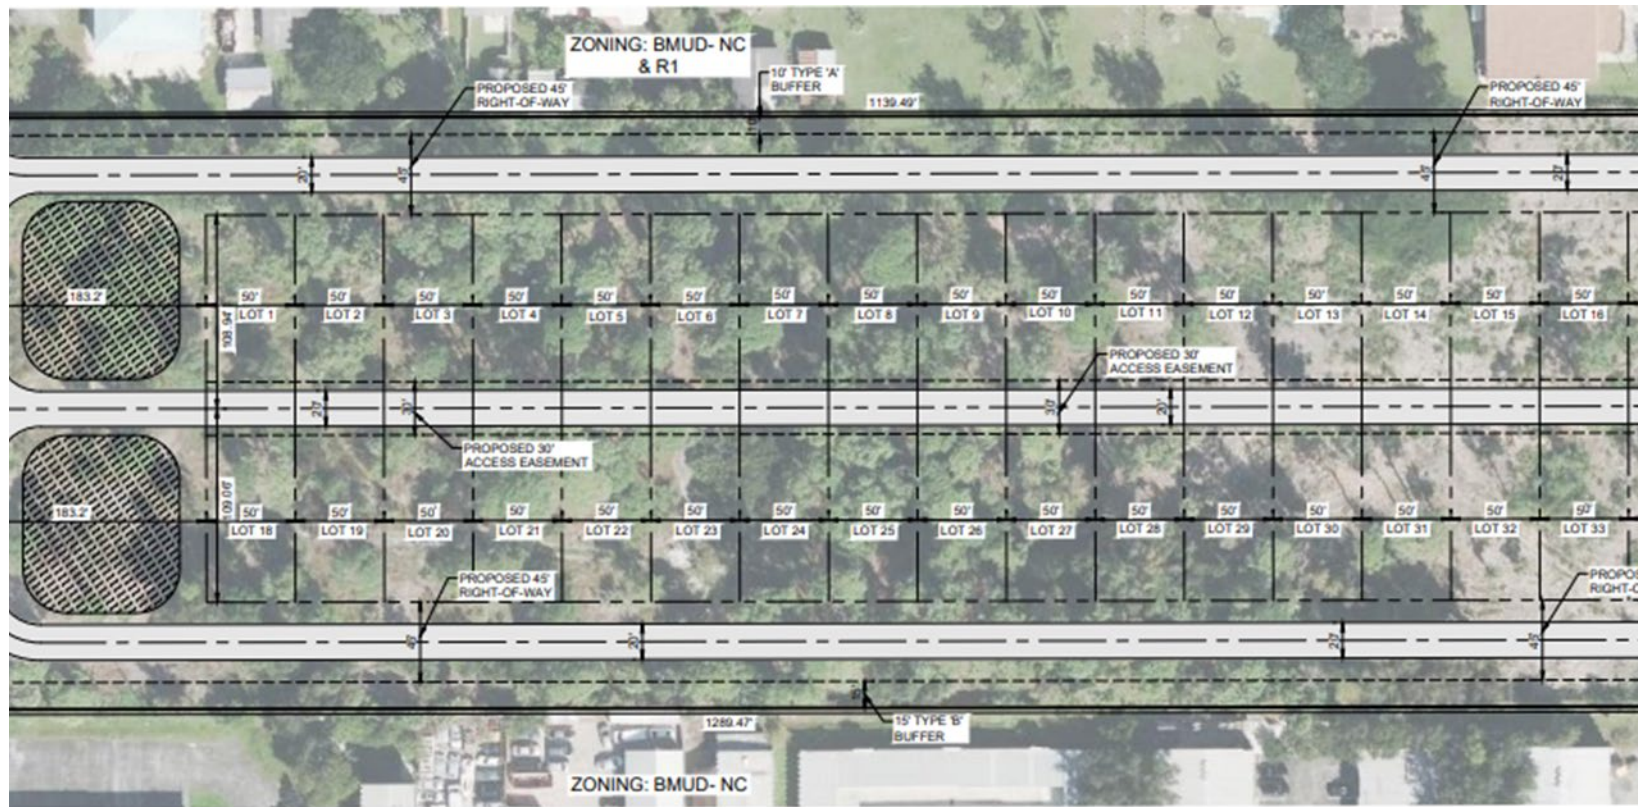 ZONING: BMUD- NC
& R1
10' TYPE 'A'
BUFFER
PROPOSED 45'
RIGHT-OF-WAY
1139.49'
PROPOSED 45'
RIGHT-OF-WAY
20'
45'
45'
20'
183.2'
50' 50' 50' 50' 50' 50' 50' 50' 50' 50' 50' 50' 50' 50' 50' 50'
LOT 1 LOT 2 LOT 3 LOT 4 LOT 5 LOT 6 LOT 7 LOT 8 LOT 9 LOT 10 LOT 11 LOT 12 LOT 13 LOT 14 LOT 15 LOT 16
108.94'
PROPOSED 30'
ACCESS EASEMENT
20'
30'
30'
20'
PROPOSED 30'
ACCESS EASEMENT
109.06'
183.2'
50' 50' 50' 50' 50' 50' 50' 50' 50' 50' 50' 50' 50' 50' 50' 50'
LOT 18 LOT 19 LOT 20 LOT 21 LOT 22 LOT 23 LOT 24 LOT 25 LOT 26 LOT 27 LOT 28 LOT 29 LOT 30 LOT 31 LOT 32 LOT 33
PROPOSED 45'
RIGHT-OF-WAY
45'
20'
20'
45'
1289.47'
15' TYPE 'B'
BUFFER
ZONING: BMUD- NC